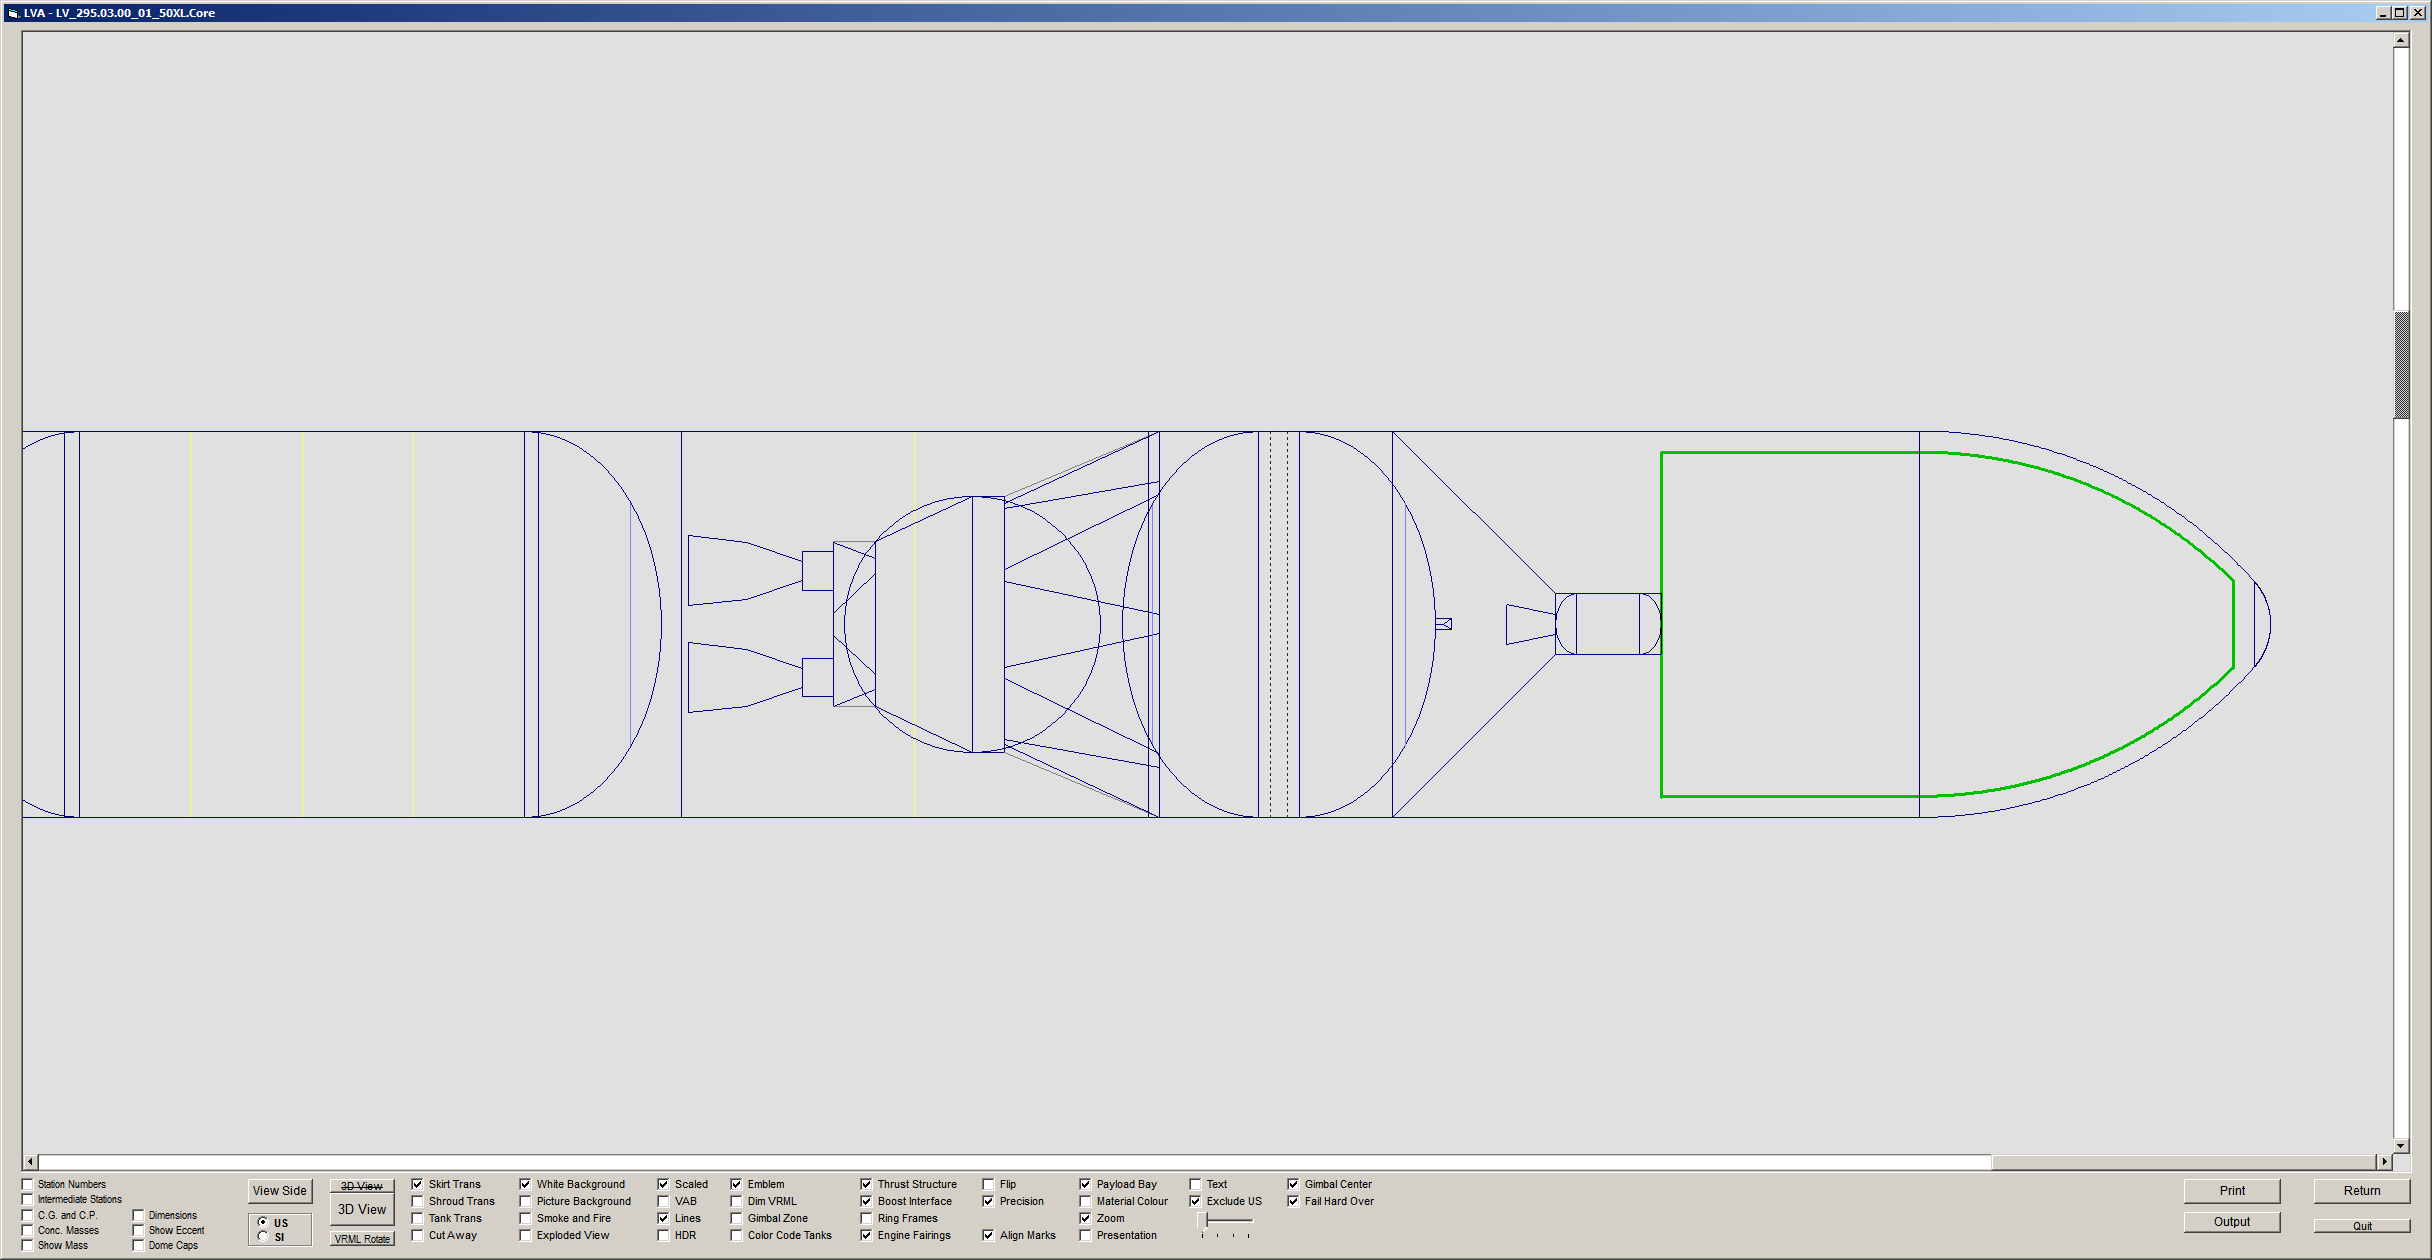 LVA - LV_295.03.00_01_50XL.Core
Station Numbers
Intermediate Stations
C.G. and C.P.
Conc. Masses
Show Mass
Dimensions
Show Eccent
Dome Caps
View Side
US
SI
3D View
3D View
VRML Rotate
Skirt Trans
Shroud Trans
Tank Trans
Cut Away
White Background
Picture Background
Smoke and Fire
Exploded View
Scaled
VAB
Lines
HDR
Emblem
Dim VRML
Gimbal Zone
Color Code Tanks
Thrust Structure
Boost Interface
Ring Frames
Engine Fairings
Flip
Precision
Align Marks
Payload Bay
Material Colour
Zoom
Presentation
Text
Exclude US
Gimbal Center
Fail Hard Over
Print
Output
Return
Quit